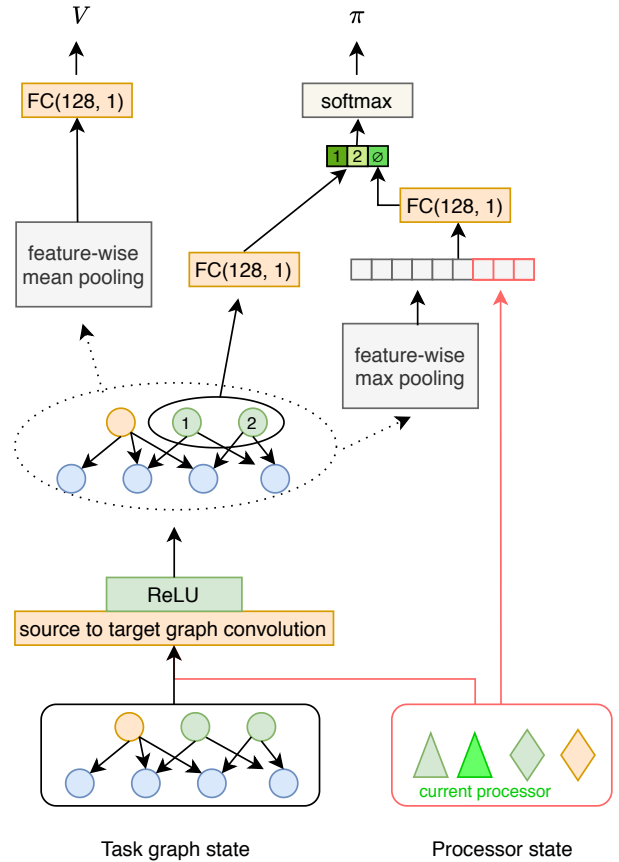 V
π
FC(128, 1)
softmax
1 2 ∅
FC(128, 1)
feature-wise
mean pooling
FC(128, 1)
feature-wise
max pooling
1 2
ReLU
source to target graph convolution
current processor
Task graph state
Processor state